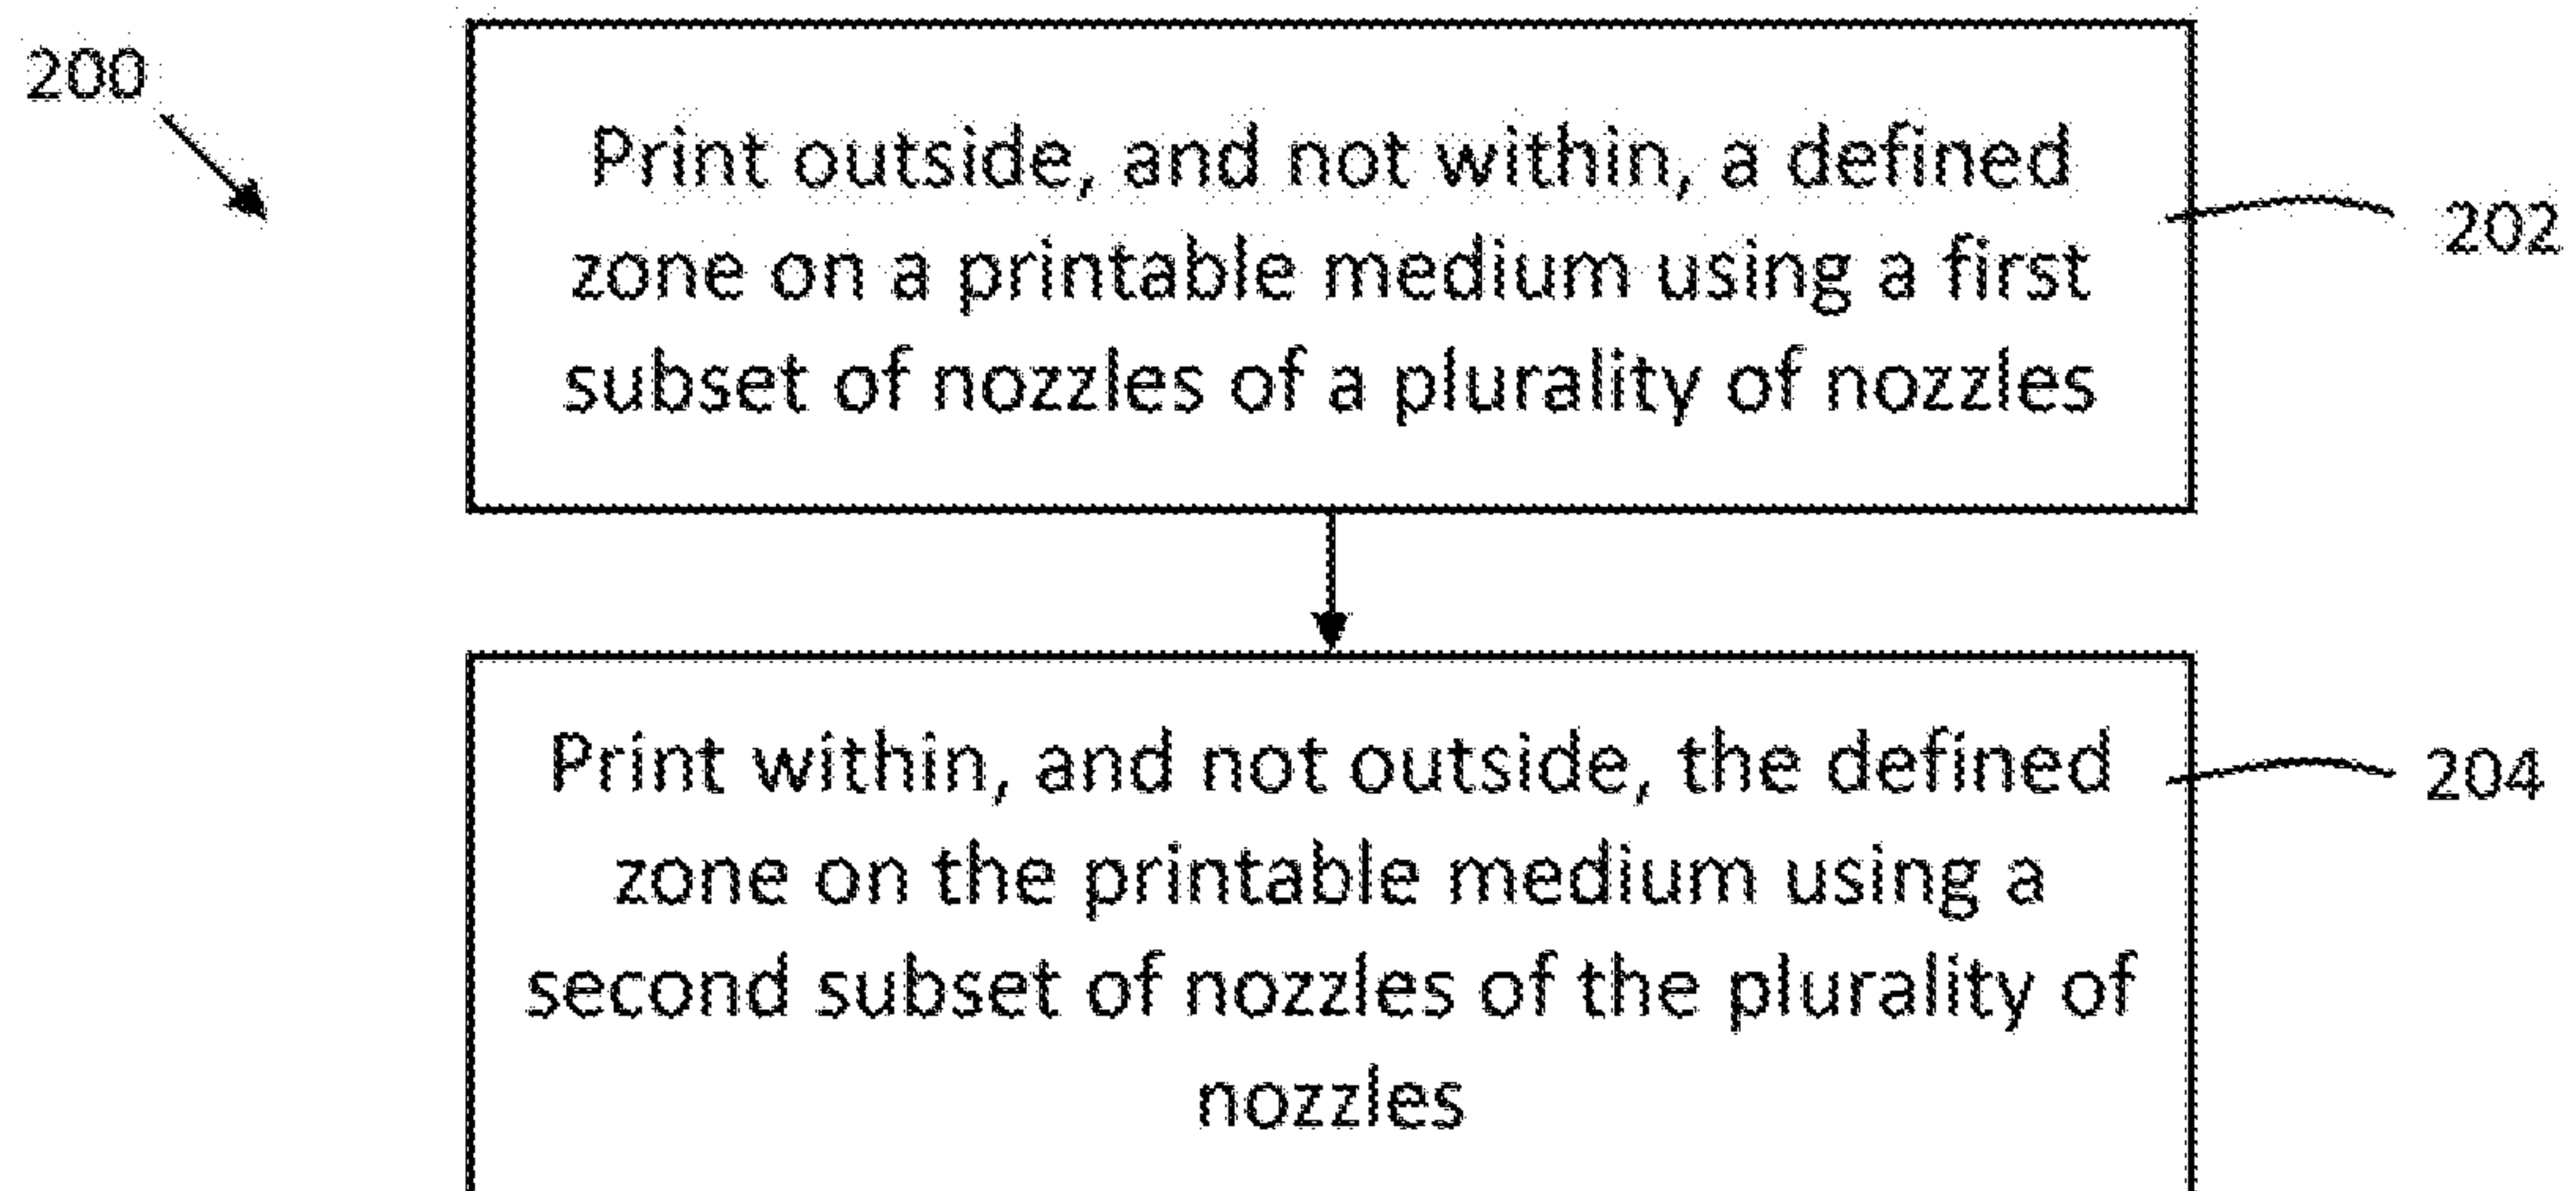 200
Print outside, and not within, a defined
zone on a printable medium using a first
subset of nozzles of a plurality of nozzles
202
Print within, and not outside, the defined
zone on the printable medium using a
second subset of nozzles of the plurality of
nozzles
204